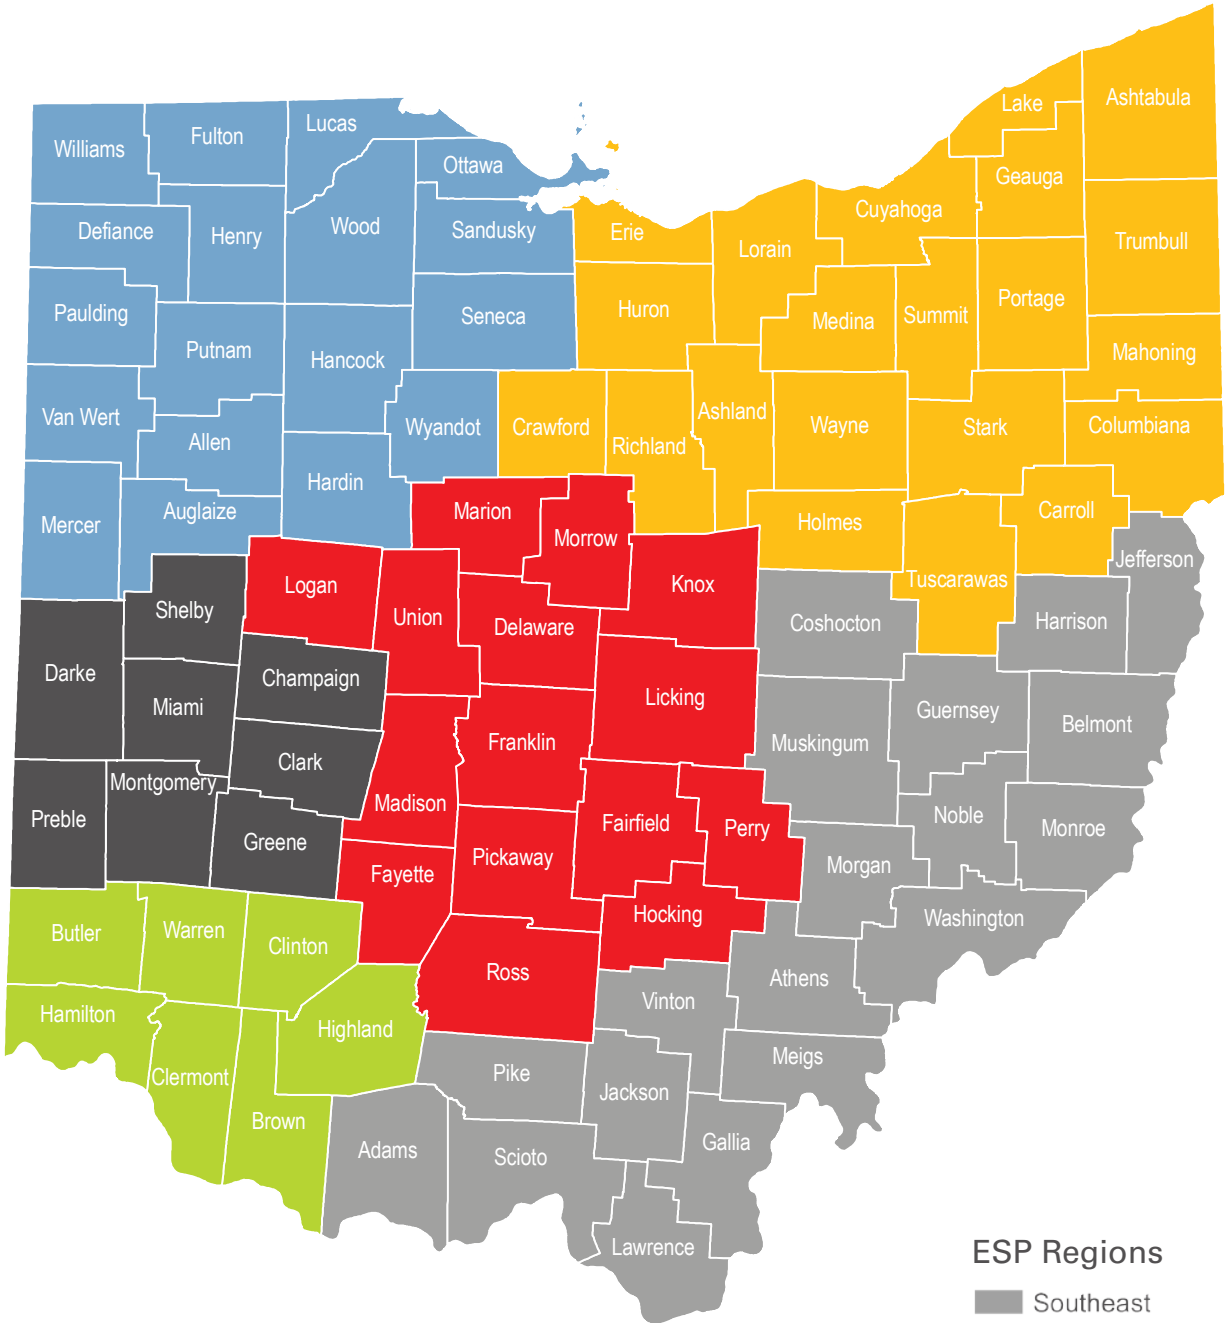 Lake
Ashtabula
Williams
Fulton
Lucas
Ottawa
Geauga
Cuyahoga
Defiance
Henry
Wood
Sandusky
Erie
Lorain
Trumbull
Paulding
Putnam
Hancock
Seneca
Huron
Medina
Summit
Portage
Mahoning
Van Wert
Allen
Wyandot
Crawford
Richland
Ashland
Wayne
Stark
Columbiana
Mercer
Auglaize
Hardin
Marion
Morrow
Holmes
Carroll
Jefferson
Shelby
Logan
Union
Delaware
Knox
Coshocton
Tuscarawas
Harrison
Darke
Miami
Champaign
Licking
Guernsey
Belmont
Clark
Franklin
Muskingum
Preble
Montgomery
Greene
Madison
Fairfield
Perry
Noble
Monroe
Fayette
Pickaway
Morgan
Butler
Warren
Clinton
Hocking
Washington
Ross
Athens
Hamilton
Highland
Vinton
Clermont
Pike
Jackson
Meigs
Brown
Adams
Scioto
Gallia
Lawrence
ESP Regions
Southeast